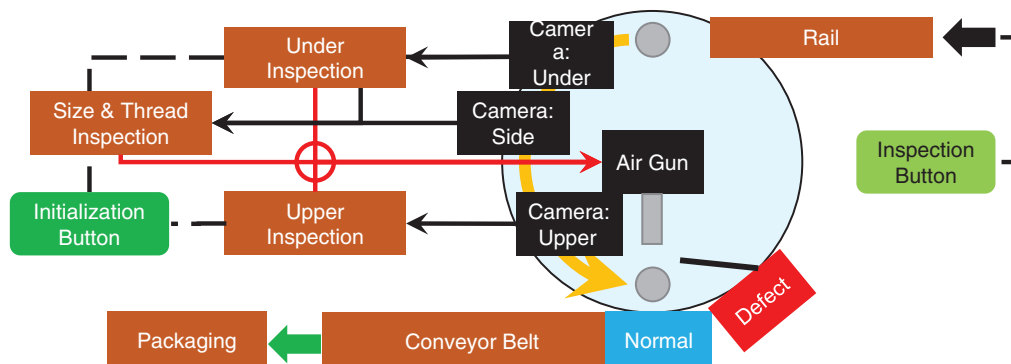 Under
Inspection
Camer
a:
Under
Rail
Size & Thread
Inspection
Camera:
Side
Air Gun
Inspection
Button
Initialization
Button
Upper
Inspection
Camera:
Upper
Defect
Packaging
Conveyor Belt
Normal